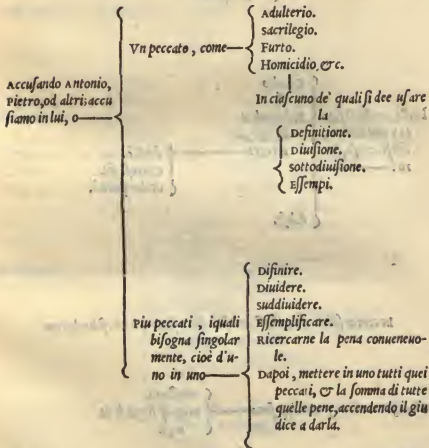 Accuſando Antonio,
Pietro, od altri; accu
ſiamo in lui, o
Vn peccato, come
Adulterio.
Sacrilegio.
Furto.
Homicidio, &c.
In ciaſcuno de' quali ſi dee uſare
la
Definitione.
Diuiſione.
Sottodiuiſione.
Eſſempi.
Piu peccati, iquali
biſogna ſingolar
mente, cioè d'u-
no in uno
Difinire.
Diuidere.
Suddiuidere.
Eſſemplificare.
Ricercarne la pena conueneuo-
le.
Dapoi, mettere in uno tutti quei
peccati, & la ſomma di tutte
quelle pene, accendendo il giu
dice a darla.